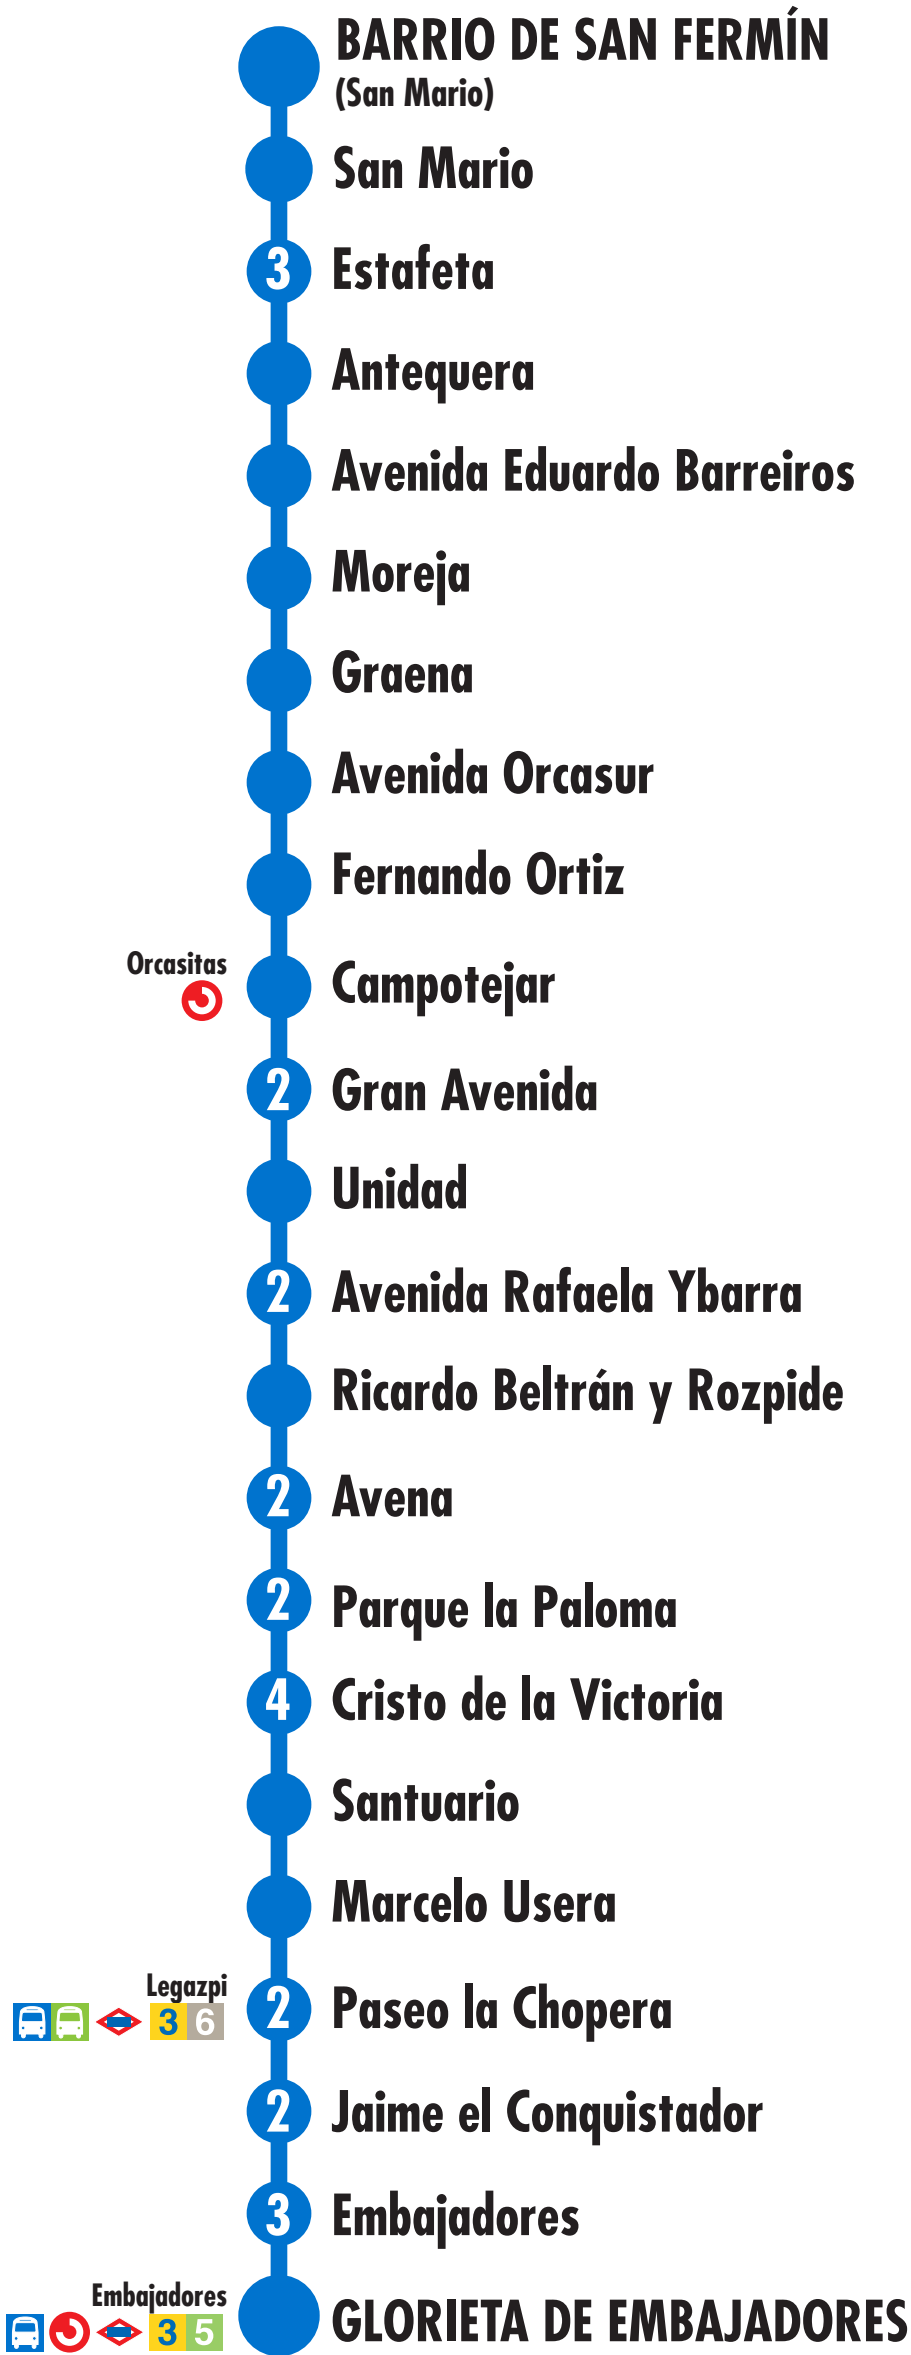 BARRIO DE SAN FERMÍN
(San Mario)
San Mario
3 Estafeta
Antequera
Avenida Eduardo Barreiros
Moreja
Graena
Avenida Orcasur
Fernando Ortiz
Orcasitas
Campotejar
2 Gran Avenida
Unidad
2 Avenida Rafaela Ybarra
Ricardo Beltrán y Rozpide
2 Avena
2 Parque la Paloma
4 Cristo de la Victoria
Santuario
Marcelo Usera
Legazpi
3 6 2 Paseo la Chopera
2 Jaime el Conquistador
3 Embajadores
Embajadores
3 5 GLORIETA DE EMBAJADORES